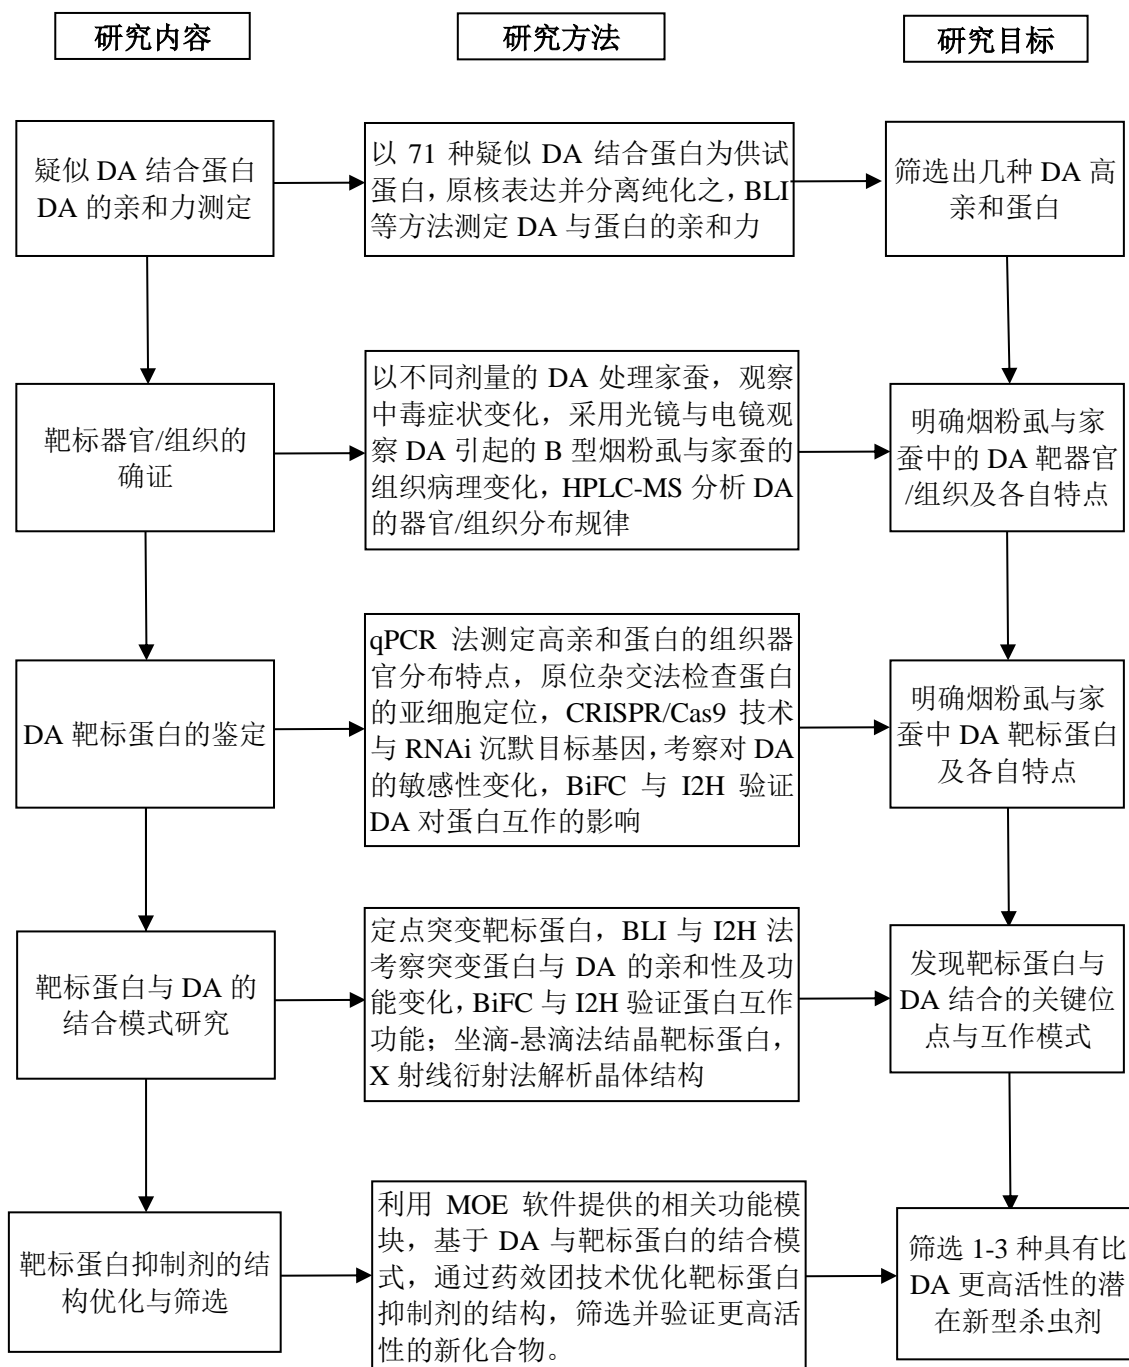 研究内容
研究方法
研究目标
疑似 DA 结合蛋白
DA 的亲和力测定
以 71 种疑似 DA 结合蛋白为供试
蛋白，原核表达并分离纯化之，BLI
等方法测定 DA 与蛋白的亲和力
筛选出几种 DA 高
亲和蛋白
靶标器官/组织的
确证
以不同剂量的 DA 处理家蚕，观察
中毒症状变化，采用光镜与电镜观
察 DA 引起的 B 型烟粉虱与家蚕的
组织病理变化，HPLC-MS 分析 DA
的器官/组织分布规律
明确烟粉虱与家
蚕中的 DA 靶器官
/组织及各自特点
DA 靶标蛋白的鉴定
qPCR 法测定高亲和蛋白的组织器
官分布特点，原位杂交法检查蛋白
的亚细胞定位，CRISPR/Cas9 技术
与 RNAi 沉默目标基因，考察对 DA
的敏感性变化，BiFC 与 I2H 验证
DA 对蛋白互作的影响
明确烟粉虱与家
蚕中 DA 靶标蛋白
及各自特点
靶标蛋白与 DA 的
结合模式研究
定点突变靶标蛋白，BLI 与 I2H 法
考察突变蛋白与 DA 的亲和性及功
能变化，BiFC 与 I2H 验证蛋白互作
功能；坐滴-悬滴法结晶靶标蛋白，
X 射线衍射法解析晶体结构
发现靶标蛋白与
DA 结合的关键位
点与互作模式
靶标蛋白抑制剂的结
构优化与筛选
利用 MOE 软件提供的相关功能模
块，基于 DA 与靶标蛋白的结合模
式，通过药效团技术优化靶标蛋白
抑制剂的结构，筛选并验证更高活
性的新化合物。
筛选 1-3 种具有比
DA 更高活性的潜
在新型杀虫剂